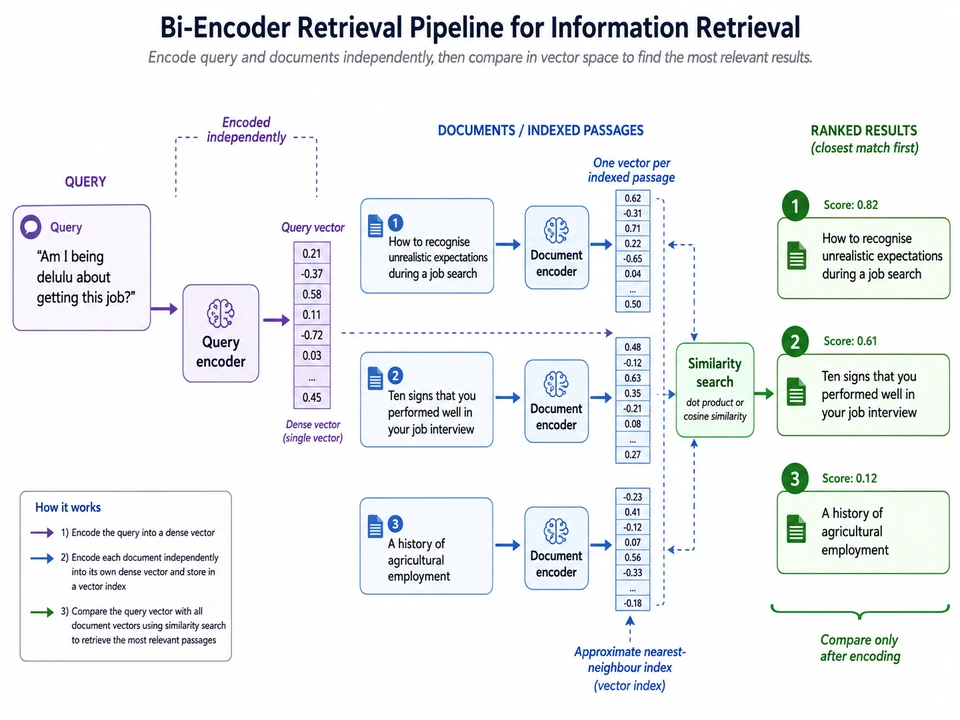 Bi-Encoder Retrieval Pipeline for Information Retrieval
Encode query and documents independently, then compare in vector space to find the most relevant results.
Encoded
independently
QUERY
Query
“Am I being
delulu about
getting this job?”
Query
encoder
Query vector
0.21
-0.37
0.58
0.11
-0.72
0.03
...
0.45
Dense vector
(single vector)
DOCUMENTS / INDEXED PASSAGES
One vector per
indexed passage
1
How to recognise
unrealistic expectations
during a job search
Document
encoder
0.62
-0.31
0.71
0.22
-0.65
0.04
...
0.50
2
Ten signs that you
performed well in
your job interview
Document
encoder
0.48
-0.12
0.63
0.35
-0.21
0.08
...
0.27
3
A history of
agricultural
employment
Document
encoder
-0.23
0.41
-0.12
0.07
0.56
-0.33
...
-0.18
Approximate nearest-
neighbour index
(vector index)
Similarity
search
dot product or
cosine similarity
RANKED RESULTS
(closest match first)
1
Score: 0.82
How to recognise
unrealistic expectations
during a job search
2
Score: 0.61
Ten signs that you
performed well in
your job interview
3
Score: 0.12
A history of
agricultural
employment
Compare only
after encoding
How it works
1) Encode the query into a dense vector
2) Encode each document independently
into its own dense vector and store in
a vector index
3) Compare the query vector with all
document vectors using similarity search
to retrieve the most relevant passages